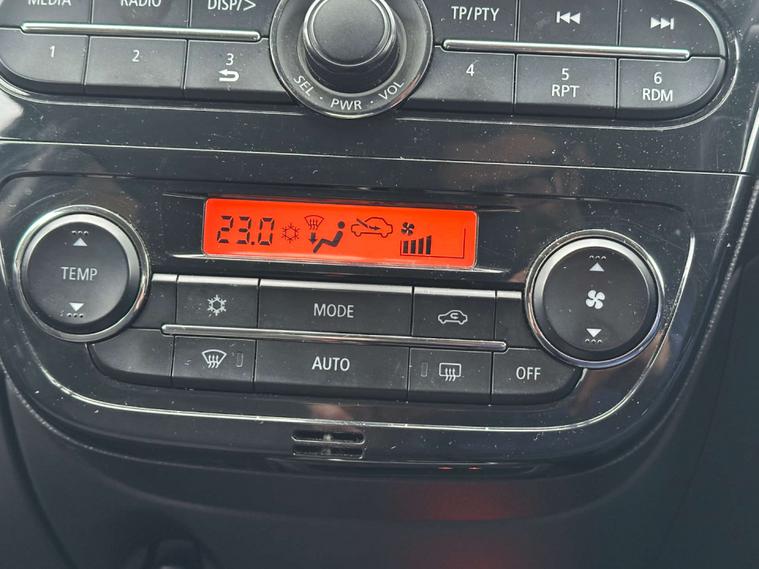 MEDIA
RADIO
DISP/>
TP/PTY
1
2
3
4
5
RPT
6
RDM
SEL • PWR • VOL
23.0
TEMP
MODE
AUTO
OFF